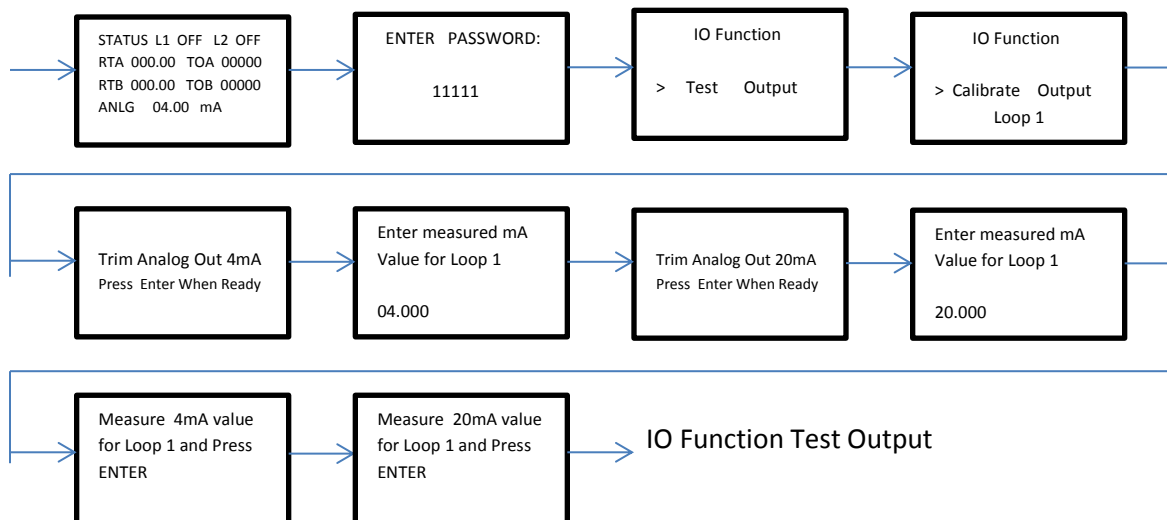 STATUS L1 OFF L2 OFF
RTA 000.00 TOA 00000
RTB 000.00 TOB 00000
ANLG 04.00 mA
ENTER PASSWORD:
11111
IO Function
> Test Output
IO Function
> Calibrate Output
Loop 1
Trim Analog Out 4mA
Press Enter When Ready
Enter measured mA
Value for Loop 1
04.000
Trim Analog Out 20mA
Press Enter When Ready
Enter measured mA
Value for Loop 1
20.000
Measure 4mA value
for Loop 1 and Press
ENTER
Measure 20mA value
for Loop 1 and Press
ENTER
IO Function Test Output